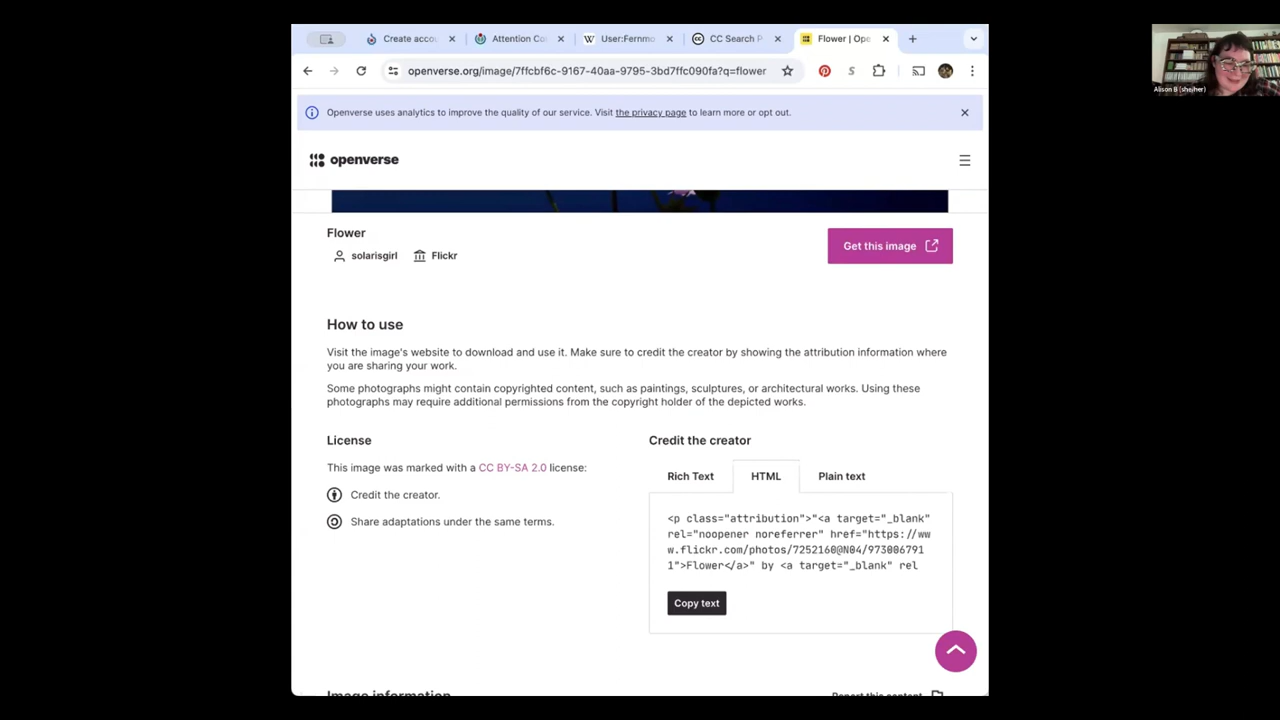 Create acco
Attention Co
User:Fernmo
CC Search P
Flower | Ope
openverse.org/image/7ffcbf6c-9167-40aa-9795-3bd7ffc090fa?q=flower
Openverse uses analytics to improve the quality of our service. Visit the privacy page to learn more or opt out.
openverse
Flower
Get this image
solarisgirl
Flickr
How to use
Visit the image's website to download and use it. Make sure to credit the creator by showing the attribution information where
you are sharing your work.
Some photographs might contain copyrighted content, such as paintings, sculptures, or architectural works. Using these
photographs may require additional permissions from the copyright holder of the depicted works.
License
This image was marked with a CC BY-SA 2.0 license:
Credit the creator.
Share adaptations under the same terms.
Credit the creator
Rich Text
HTML
Plain text
<p class="attribution">"<a target="_blank"
rel="noopener noreferrer" href="https://ww
w.flickr.com/photos/7252160@N04/973006791
1">Flower</a>" by <a target="_blank" rel
Copy text
Image information
Report this content
Alison B (she/her)